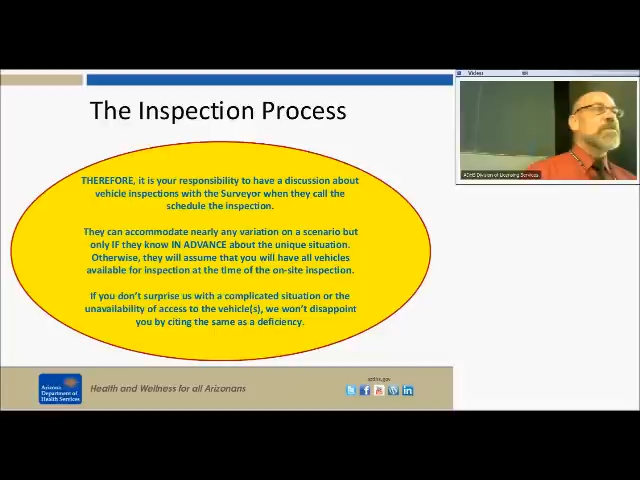 Video
The Inspection Process
ADHS Division of Licensing Services
THEREFORE, it is your responsibility to have a discussion about
vehicle inspections with the Surveyor when they call the
schedule the inspection.
They can accommodate nearly any variation on a scenario but
only IF they know IN ADVANCE about the unique situation.
Otherwise, they will assume that you will have all vehicles
available for inspection at the time of the on-site inspection.
If you don't surprise us with a complicated situation or the
unavailability of access to the vehicle(s), we won't disappoint
you by citing the same as a deficiency.
Arizona
Department of
Health Services
Health and Wellness for all Arizonans
azdhs.gov